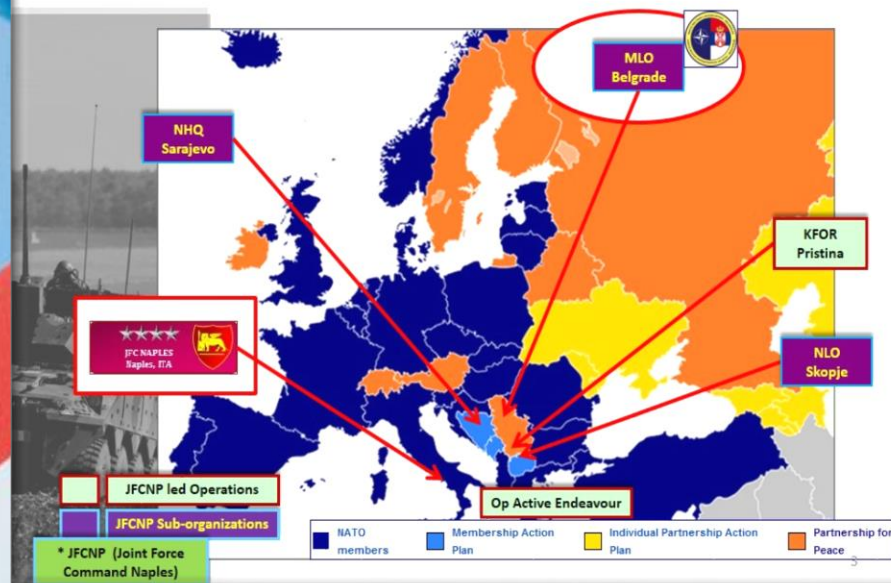 MLO
Belgrade
NHQ
Sarajevo
KFOR
Pristina
JFC NAPLES
Naples, ITA
NLO
Skopje
JFCNP led Operations
Op Active Endeavour
JFCNP Sub-organizations
* JFCNP (Joint Force
Command Naples)
NATO
members
Membership Action
Plan
Individual Partnership Action
Plan
Partnership for
Peace